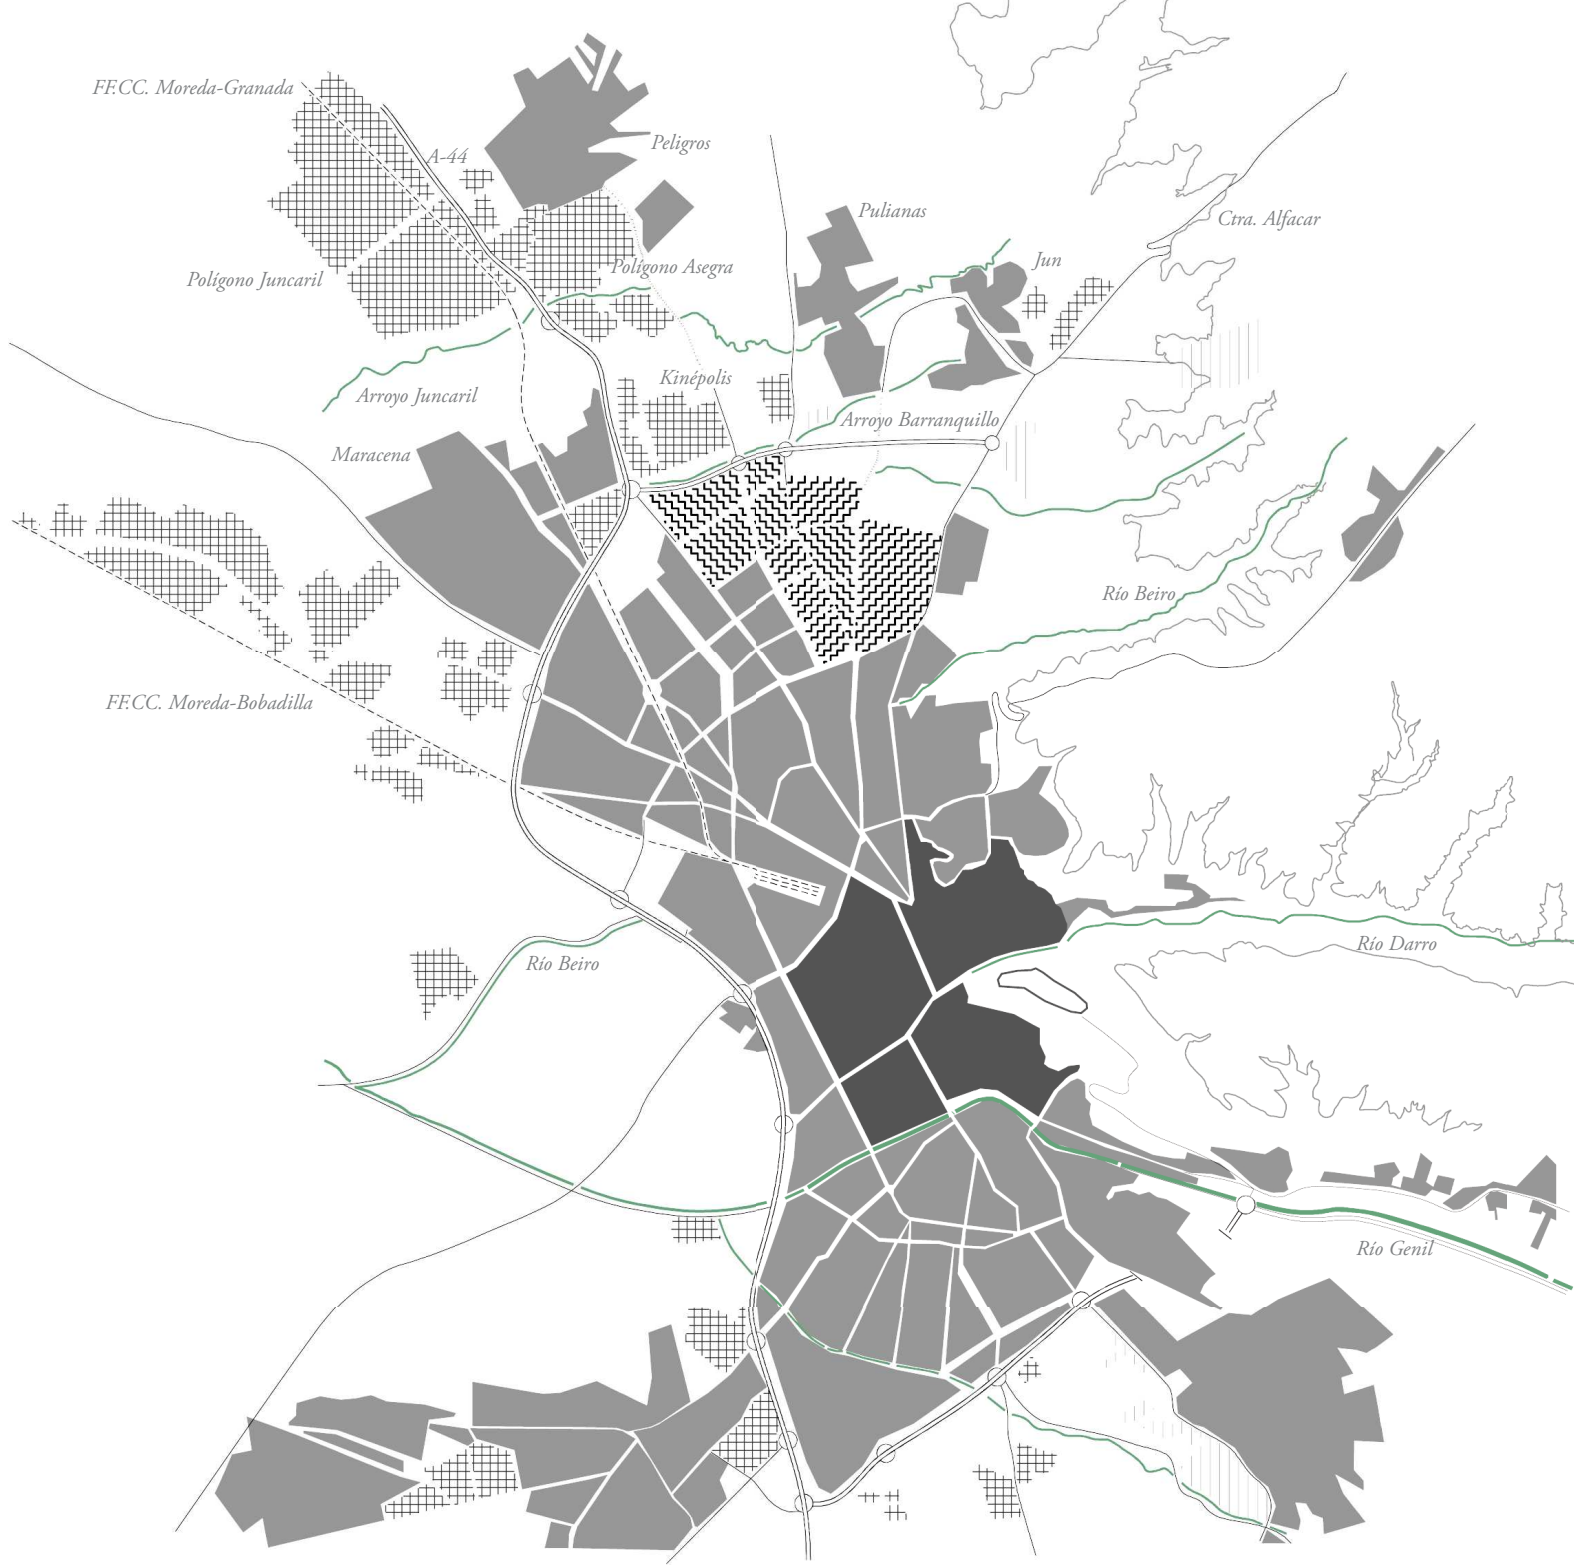 FF.CC. Moreda-Granada
Peligros
A-44
Pulianas
Ctra. Alfacar
Jun
Polígono Asegra
Polígono Juncaril
Kinépolis
Arroyo Juncaril
Arroyo Barranquillo
Maracena
Río Beiro
FF.CC. Moreda-Bobadilla
Río Darro
Río Beiro
Río Genil